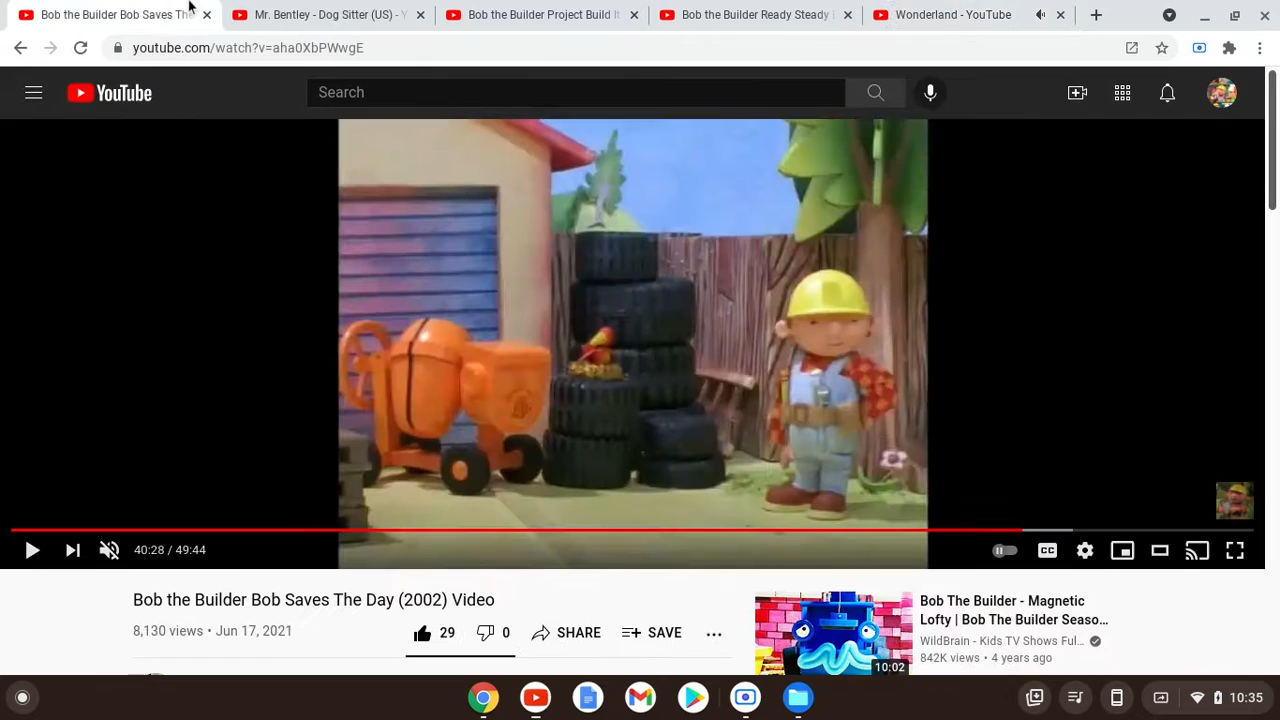 Bob the Builder Bob Saves The
Mr. Bentley - Dog Sitter (US) - Y
Bob the Builder Project Build It
Bob the Builder Ready Steady
Wonderland - YouTube
youtube.com/watch?v=aha0XbPWwgE
YouTube
Search
40:28 / 49:44
CC
Bob the Builder Bob Saves The Day (2002) Video
8,130 views • Jun 17, 2021
29
0
SHARE
SAVE
Bob The Builder - Magnetic
Lofty | Bob The Builder Seaso...
WildBrain - Kids TV Shows Ful...
842K views • 4 years ago
10:02
10:35